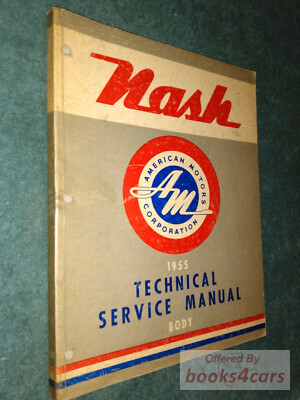 Nash
AMERICAN MOTORS
AM
CORPORATION
1955
TECHNICAL
SERVICE MANUAL
BODY
Offered By
books4cars